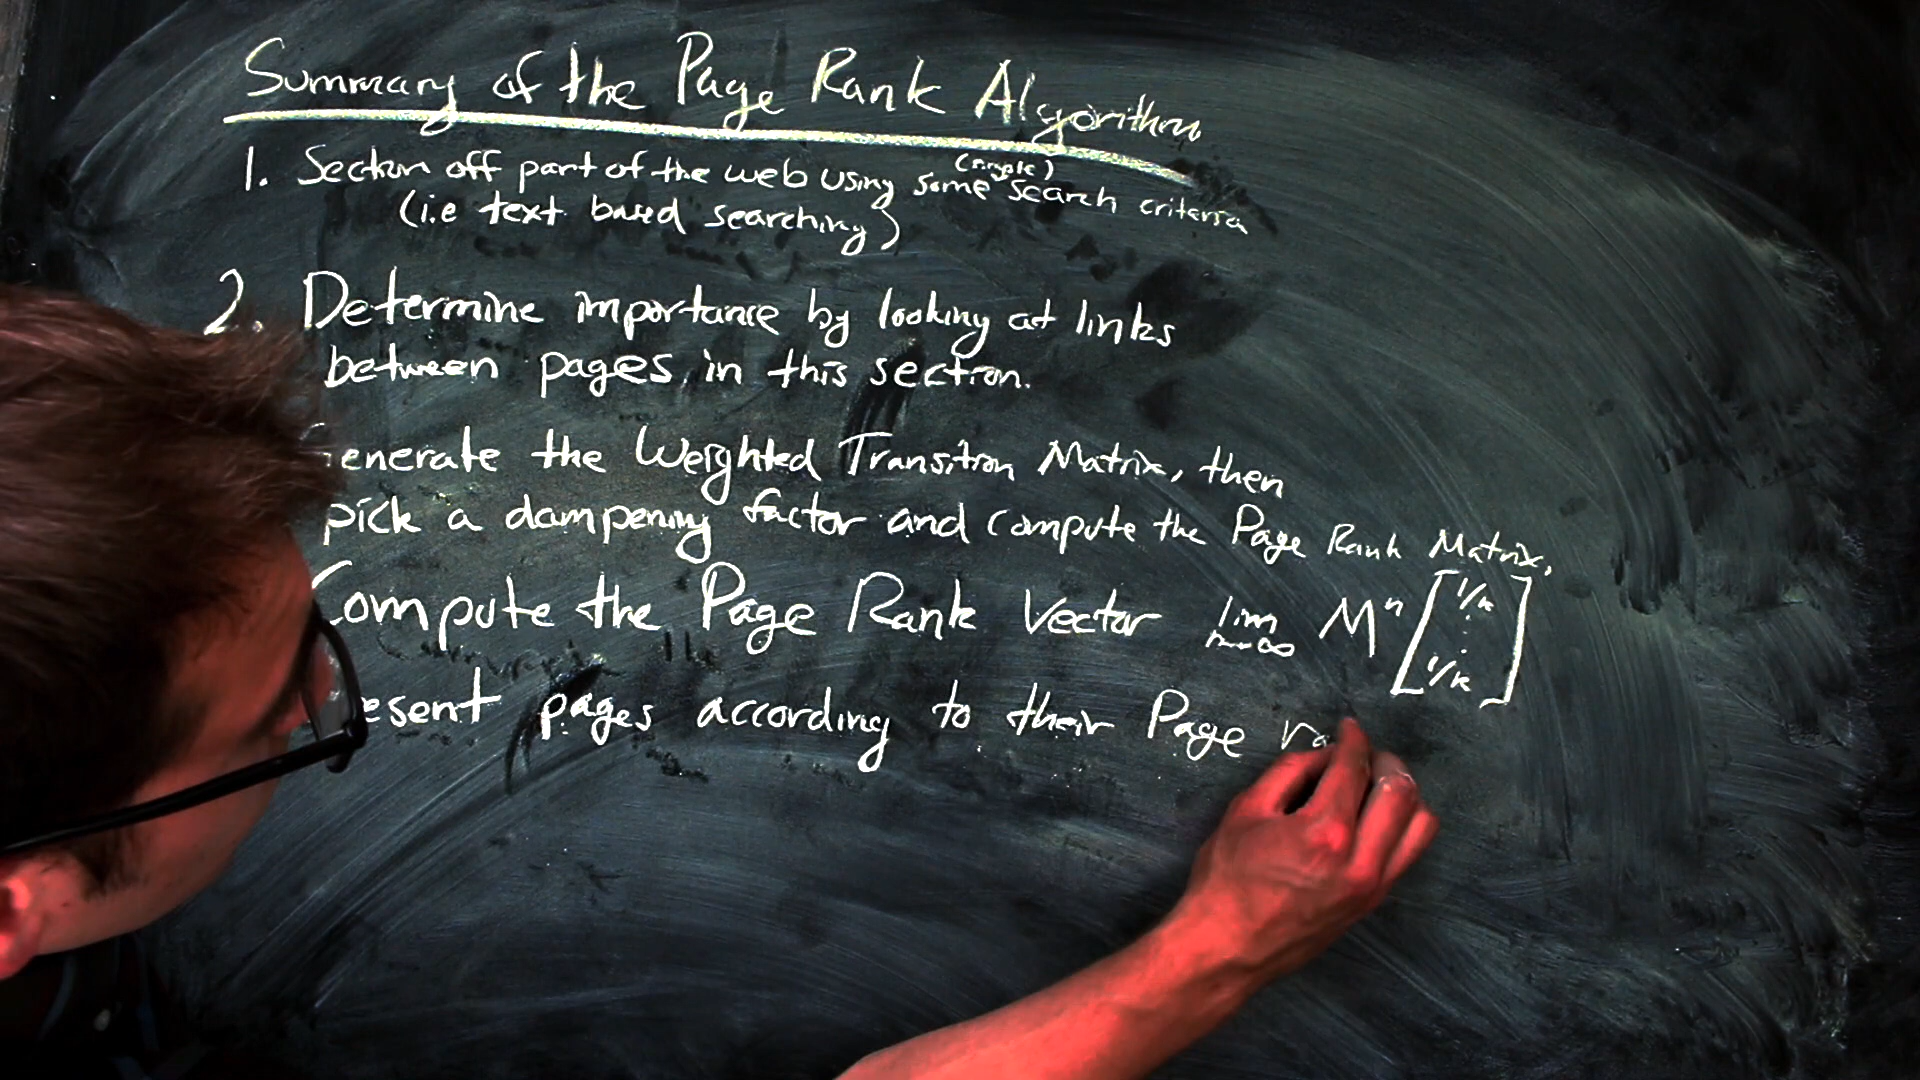 Summary of the Page Rank Algorithm
1. Section off part of the web using some (simple) search criteria
(i.e text based searching)
2. Determine importance by looking at links
between pages in this section.
enerate the Weighted Transition Matrix, then
pick a dampening factor and compute the Page Rank Matrix.
Compute the Page Rank Vector lim n→∞ Mⁿ [1/k ⋮ 1/k]
esent pages according to their Page ra